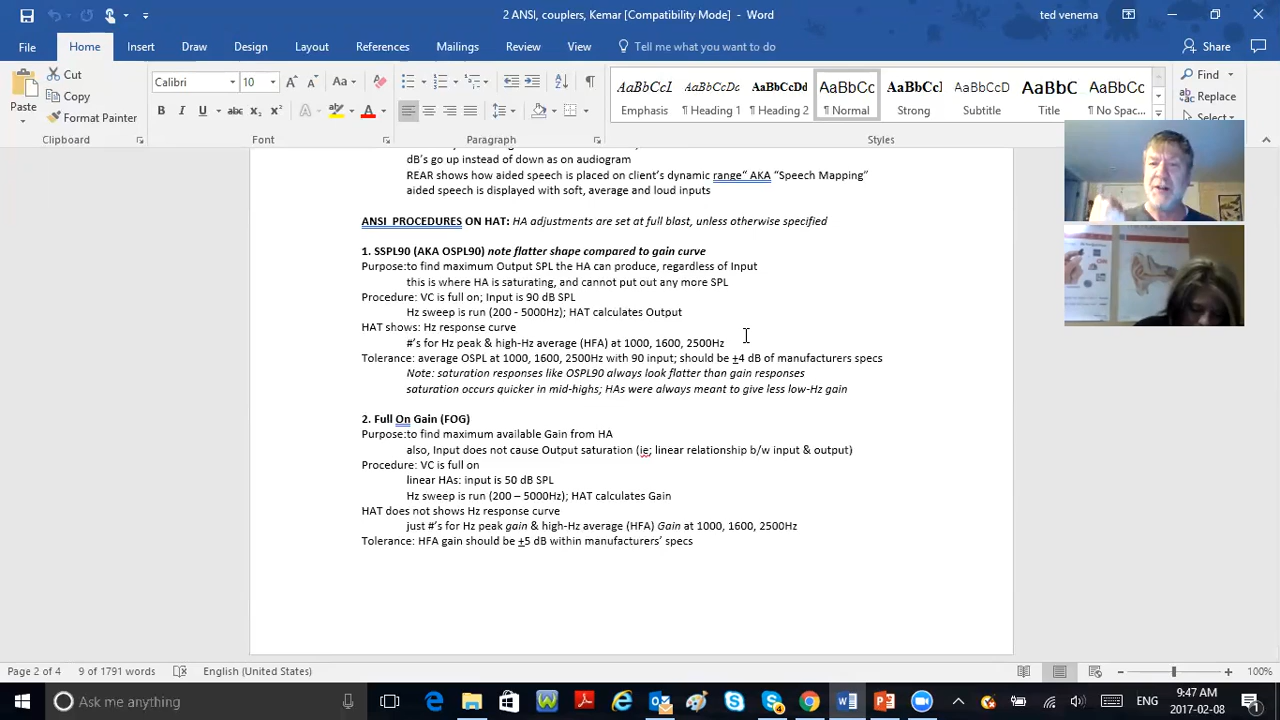 2 ANSI, couplers, Kemar [Compatibility Mode] - Word
ted venema
File
Home
Insert
Draw
Design
Layout
References
Mailings
Review
View
Tell me what you want to do
Share
Paste
Cut
Copy
Format Painter
Clipboard
Calibri
10
Font
Paragraph
AaBbCcL
Emphasis
AaBbCcDc
¶ Heading 1
AaBbCcDd
¶ Heading 2
AaBbCc
¶ Normal
AaBbCcl
Strong
AaBbCcDd
Subtitle
AaBbC
Title
AaBbCc
¶ No Spac...
Styles
Find
Replace
dB's go up instead of down as on audiogram
REAR shows how aided speech is placed on client's dynamic range" AKA "Speech Mapping"
aided speech is displayed with soft, average and loud inputs
ANSI PROCEDURES ON HAT: HA adjustments are set at full blast, unless otherwise specified
1. SSPL90 (AKA OSPL90) note flatter shape compared to gain curve
Purpose:to find maximum Output SPL the HA can produce, regardless of Input
this is where HA is saturating, and cannot put out any more SPL
Procedure: VC is full on; Input is 90 dB SPL
Hz sweep is run (200 - 5000Hz); HAT calculates Output
HAT shows: Hz response curve
#'s for Hz peak & high-Hz average (HFA) at 1000, 1600, 2500Hz
Tolerance: average OSPL at 1000, 1600, 2500Hz with 90 input; should be ±4 dB of manufacturers specs
Note: saturation responses like OSPL90 always look flatter than gain responses
saturation occurs quicker in mid-highs; HAs were always meant to give less low-Hz gain
2. Full On Gain (FOG)
Purpose:to find maximum available Gain from HA
also, Input does not cause Output saturation (ie; linear relationship b/w input & output)
Procedure: VC is full on
linear HAs: input is 50 dB SPL
Hz sweep is run (200 – 5000Hz); HAT calculates Gain
HAT does not shows Hz response curve
just #'s for Hz peak gain & high-Hz average (HFA) Gain at 1000, 1600, 2500Hz
Tolerance: HFA gain should be ±5 dB within manufacturers' specs
Page 2 of 4
9 of 1791 words
English (United States)
100%
Ask me anything
ENG
9:47 AM
2017-02-08